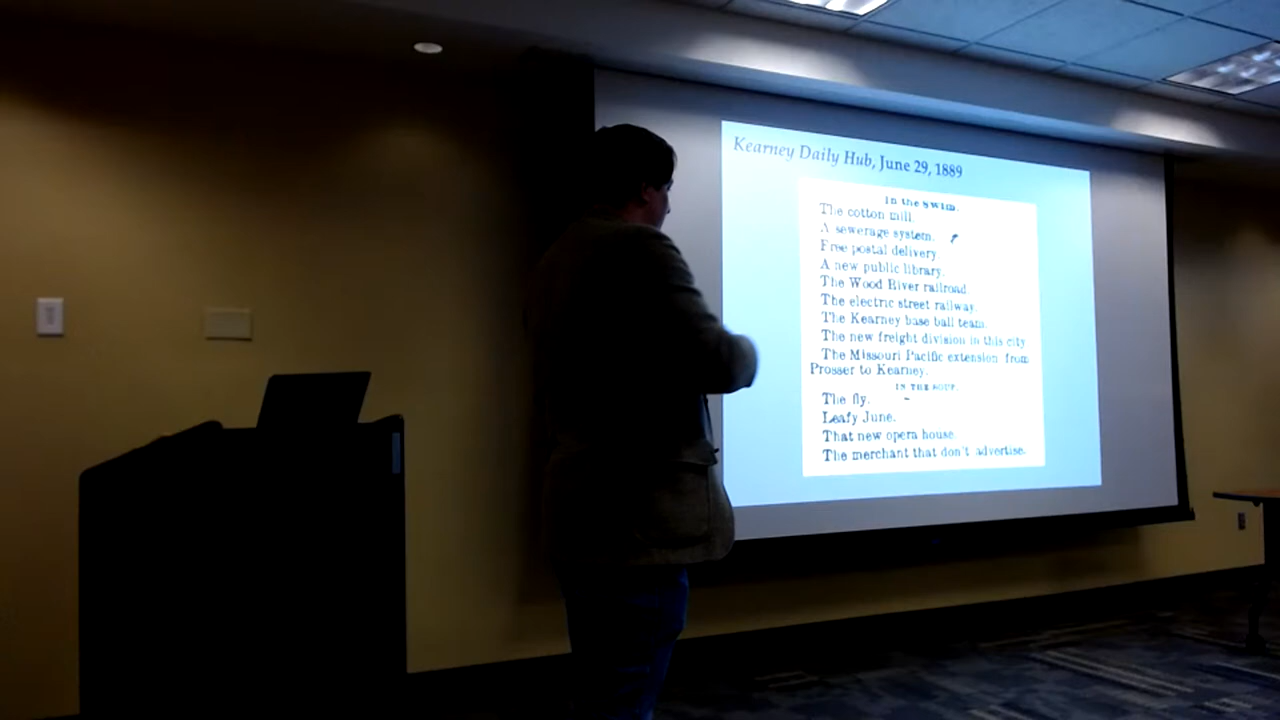 Kearney Daily Hub, June 29, 1889
In the Swim.
The cotton mill.
A sewerage system.
Free postal delivery.
A new public library.
The Wood River railroad.
The electric street railway.
The Kearney base ball team.
The new freight division in this city
The Missouri Pacific extension from
Prosser to Kearney.
IN THE SOUP.
The fly.
Leafy June.
That new opera house.
The merchant that don't advertise.